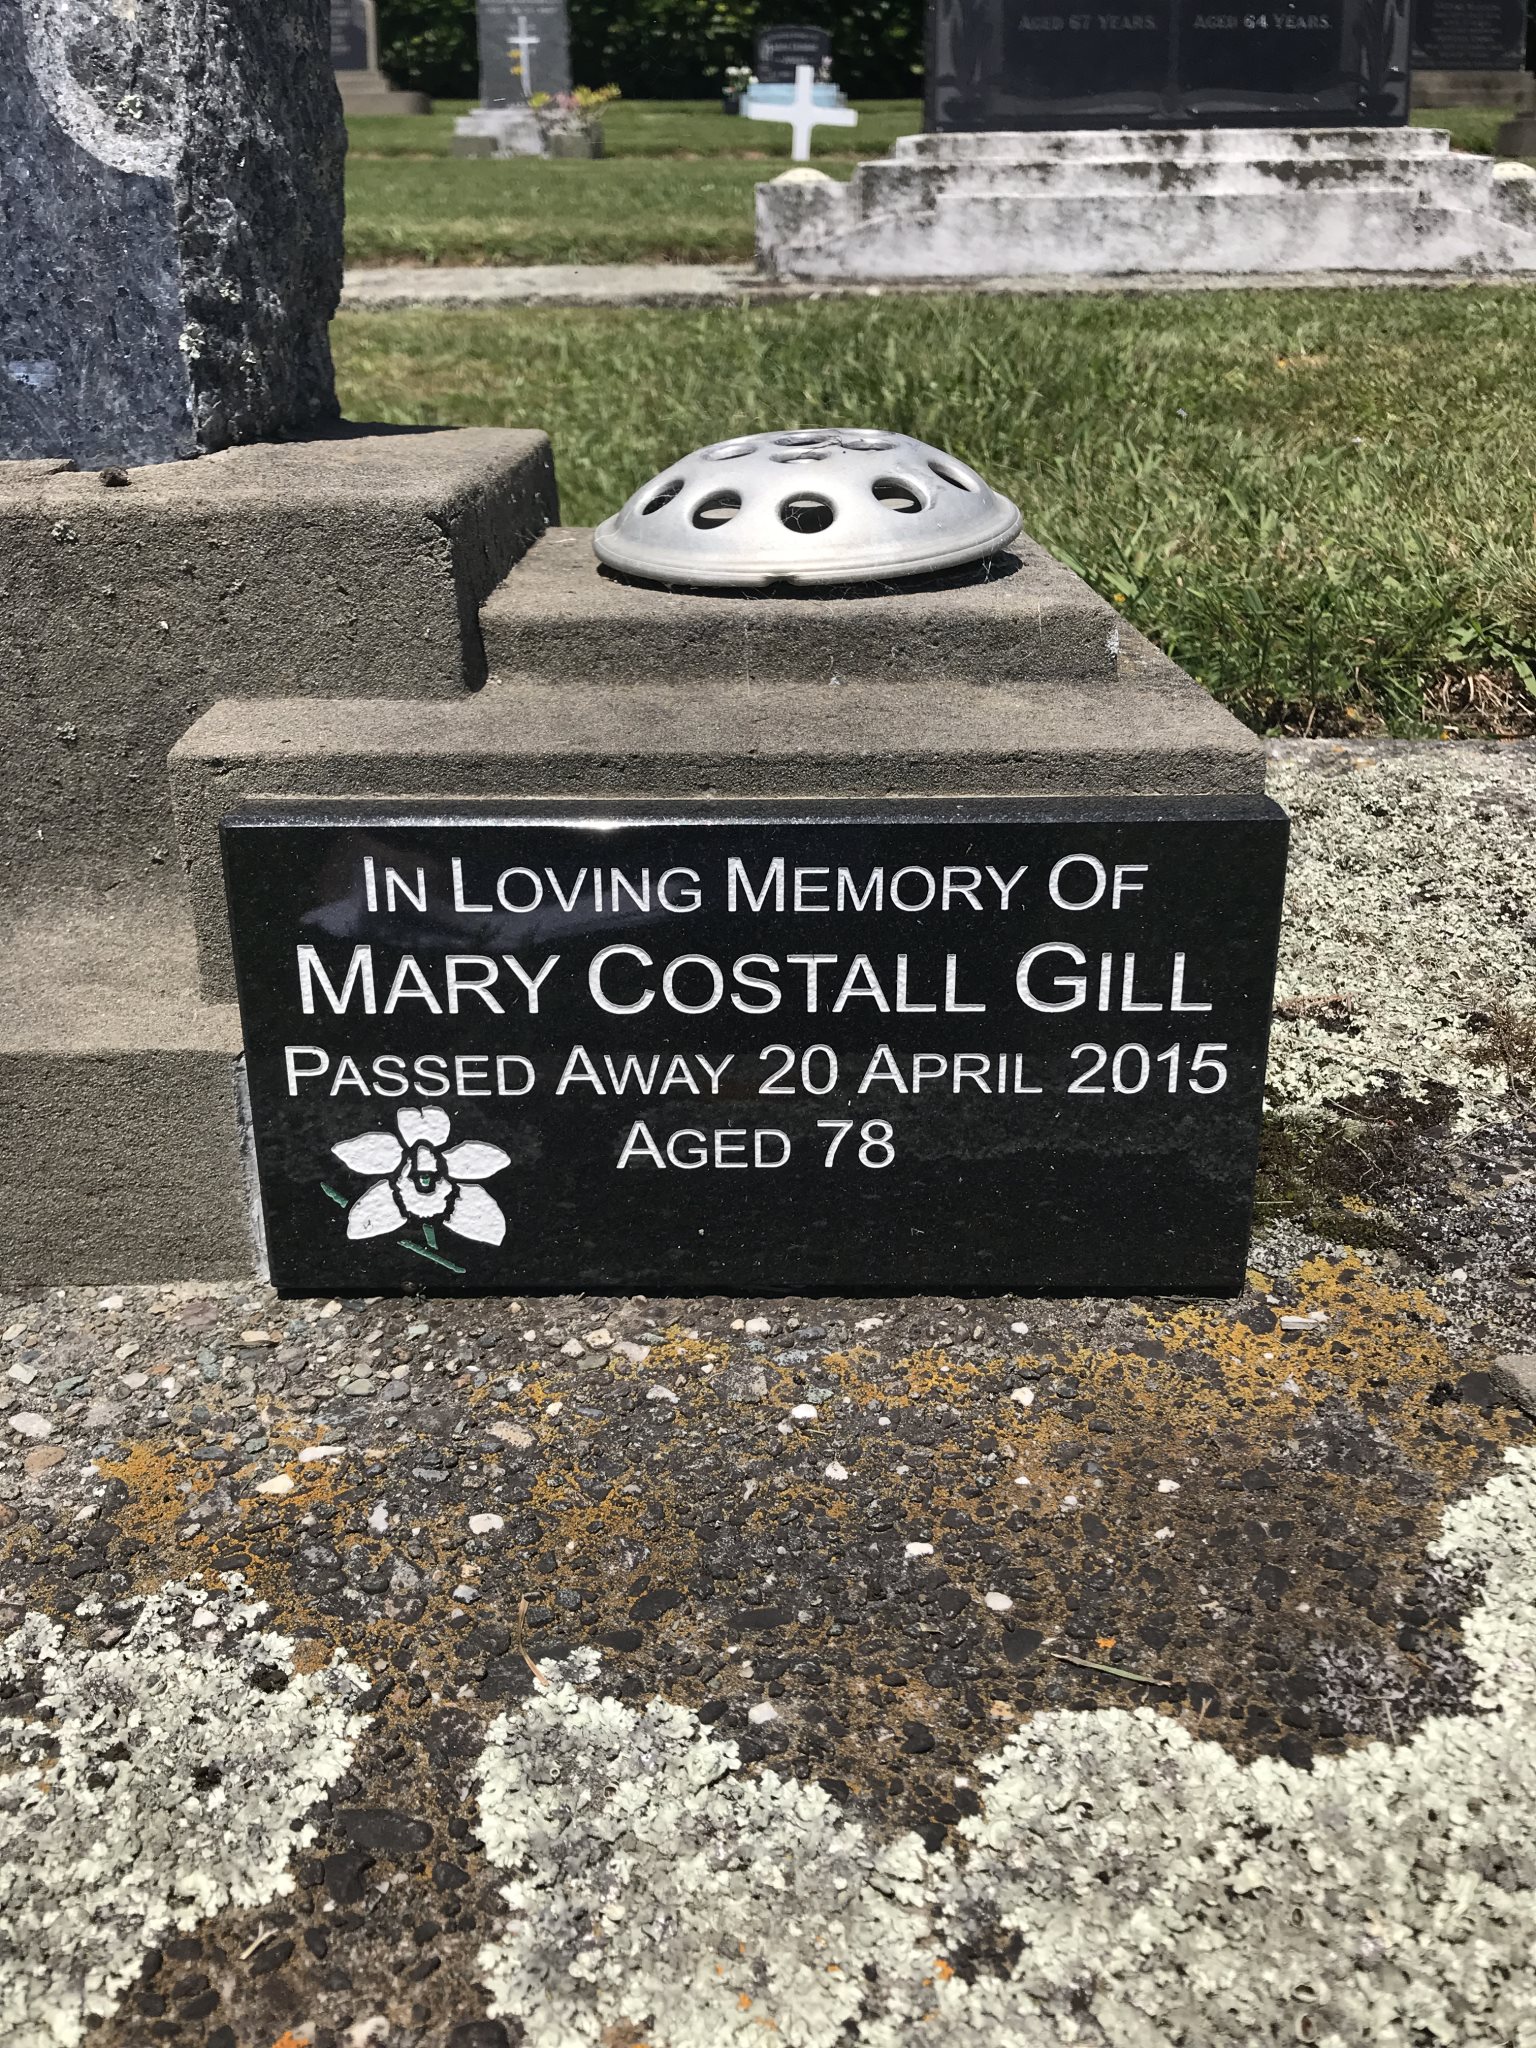 AGED 67 YEARS. AGED 64 YEARS.
IN LOVING MEMORY OF
MARY COSTALL GILL
PASSED AWAY 20 APRIL 2015
AGED 78